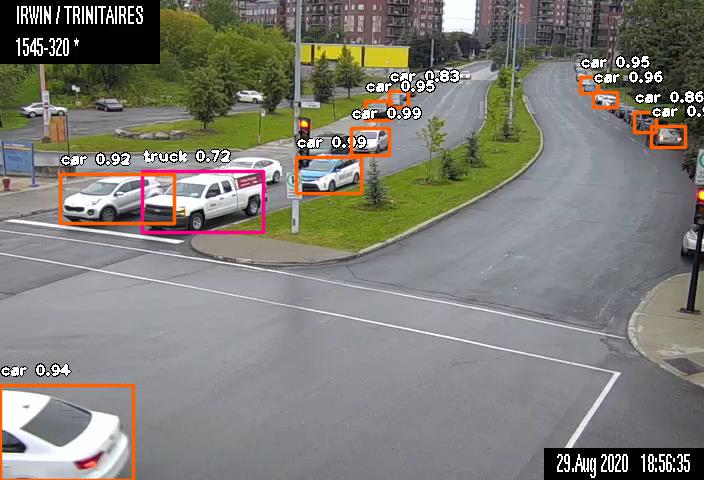 IRWIN / TRINITAIRES
1545-320 *
car 0.83
car 0.95
car 0.95
car 0.96
car 0.99
car 0.86
car 0.99
car 0.92
truck 0.72
car 0.94
29.Aug 2020 18:56:35